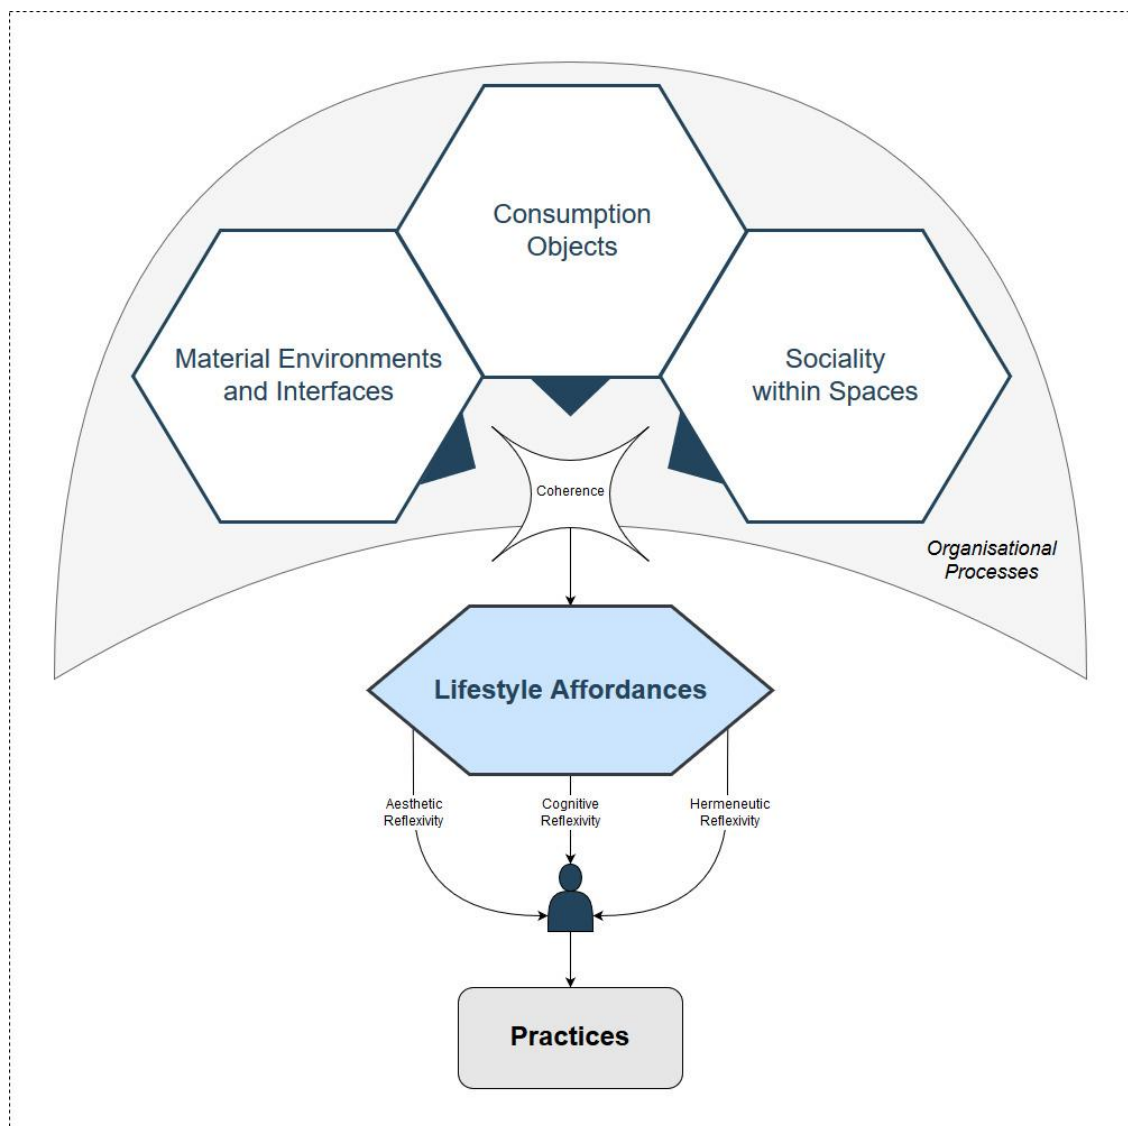 Consumption
Objects
Material Environments
and Interfaces
Sociality
within Spaces
Coherence
Organisational
Processes
Lifestyle Affordances
Aesthetic
Reflexivity
Cognitive
Reflexivity
Hermeneutic
Reflexivity
Practices